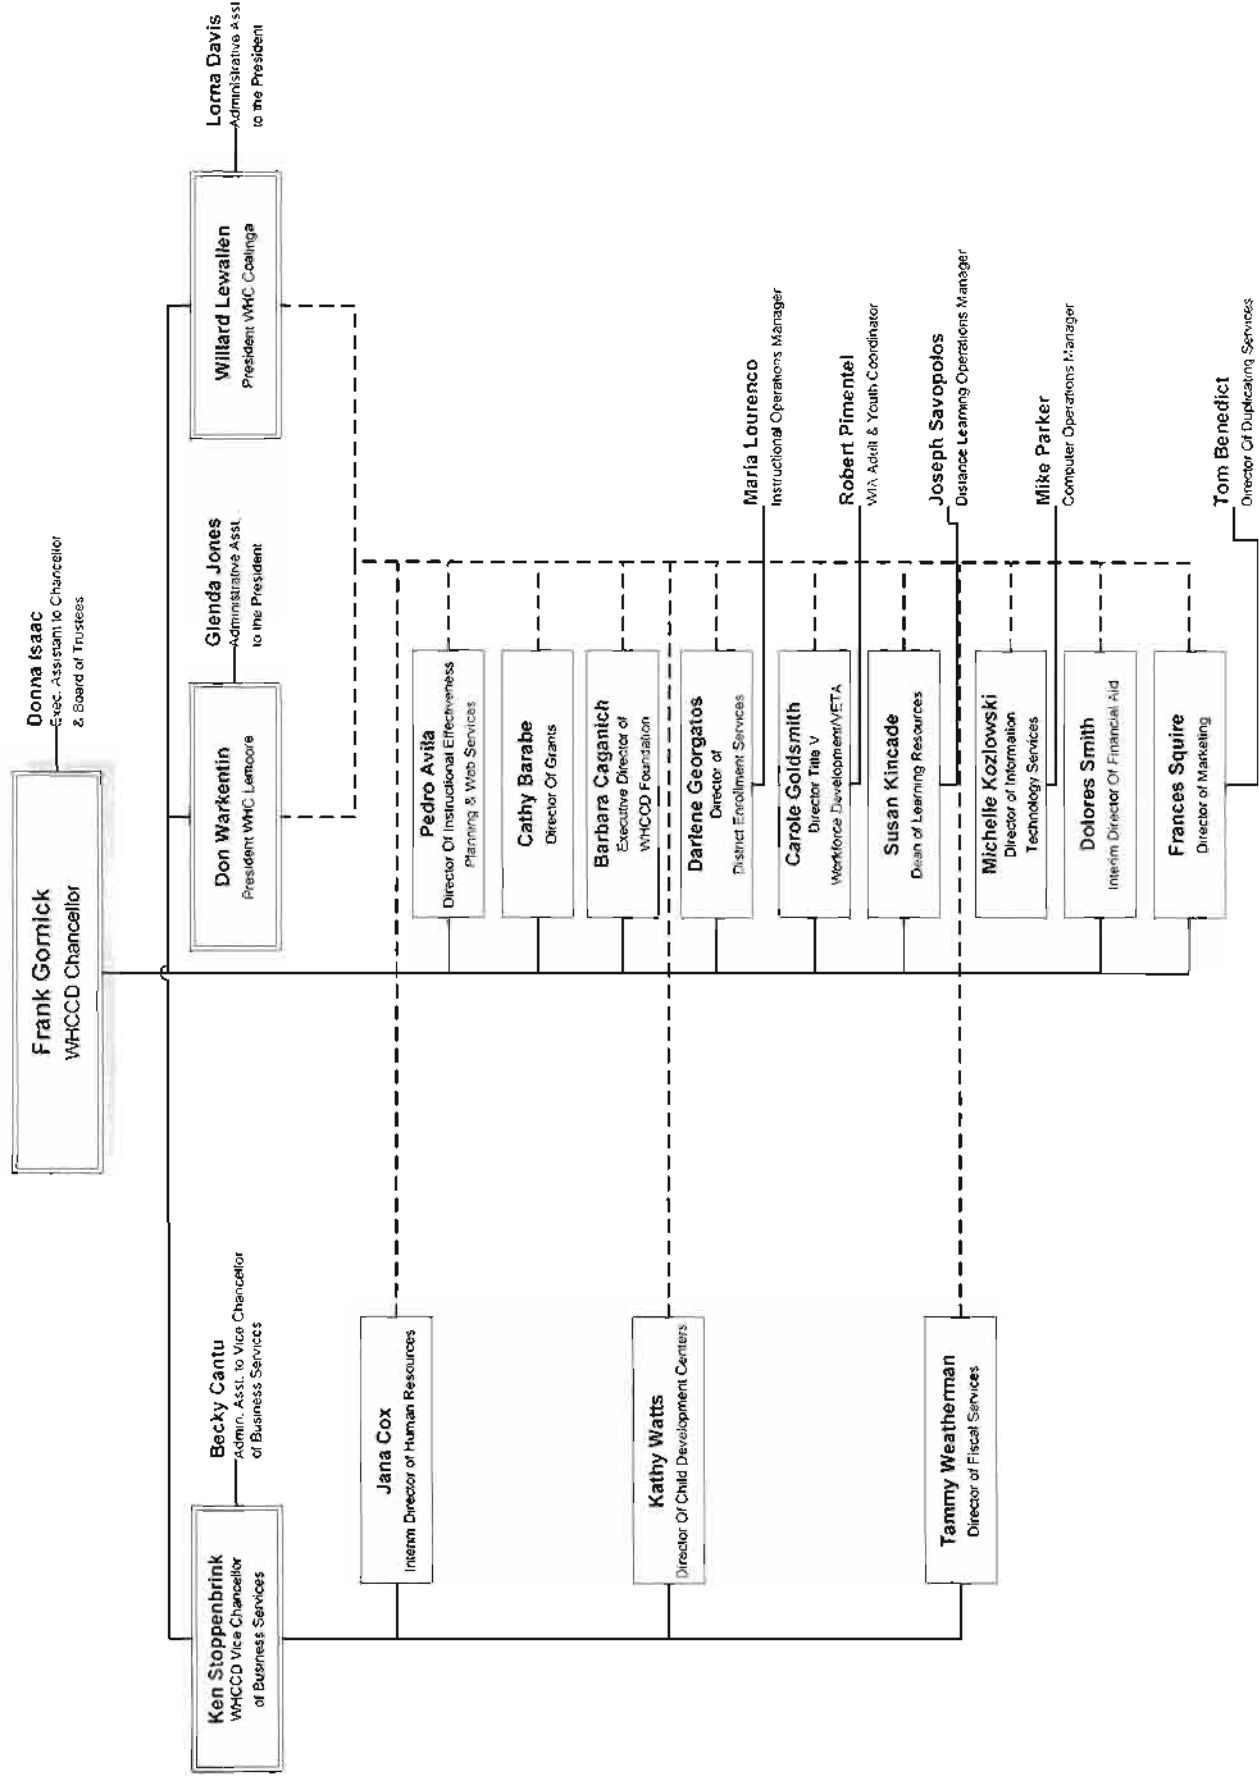 Frank Gornick
WHCCD Chancellor
Donna Isaac
Exec. Assistant to Chancellor
& Board of Trustees
Ken Stoppenbrink
WHCCD Vice Chancellor
of Business Services
Becky Cantu
Admin. Asst. to Vice Chancellor
of Business Services
Don Warkentin
President WHC Lemoore
Glenda Jones
Administrative Asst.
to the President
Willard Lewallen
President WHC Coalinga
Lorna Davis
Administrative Asst
to the President
Jana Cox
Interim Director of Human Resources
Kathy Watts
Director Of Child Development Centers
Tammy Weatherman
Director of Fiscal Services
Pedro Avila
Director Of Instructional Effectiveness
Planning & Web Services
Cathy Barabe
Director Of Grants
Barbara Caganich
Executive Director of
WHCCD Foundation
Darlene Georgatos
Director of
District Enrollment Services
Maria Lourenco
Instructional Operations Manager
Carole Goldsmith
Director Title V
Workforce Development/VETA
Robert Pimentel
WIA Adult & Youth Coordinator
Susan Kincade
Dean of Learning Resources
Joseph Savopolos
Distance Learning Operations Manager
Michelle Kozlowski
Director of Information
Technology Services
Mike Parker
Computer Operations Manager
Dolores Smith
Interim Director Of Financial Aid
Frances Squire
Director of Marketing
Tom Benedict
Director Of Duplicating Services